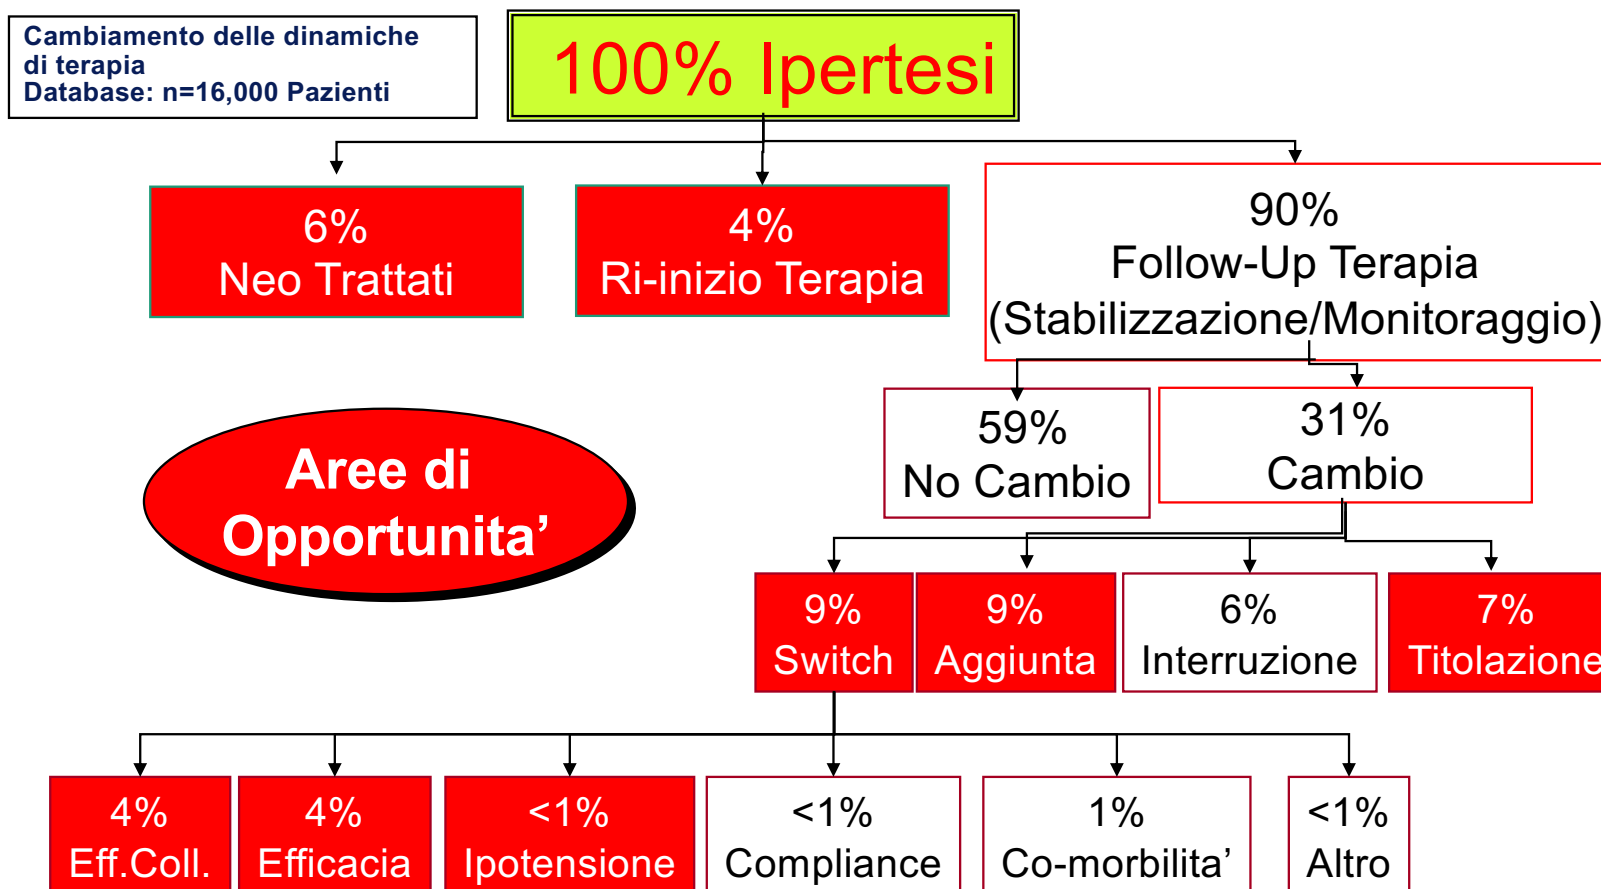 Cambiamento delle dinamiche
di terapia
Database: n=16,000 Pazienti
100% Ipertesi
6%
Neo Trattati
4%
Ri-inizio Terapia
90%
Follow-Up Terapia
(Stabilizzazione/Monitoraggio)
59%
No Cambio
31%
Cambio
Aree di
Opportunita’
9%
Switch
9%
Aggiunta
6%
Interruzione
7%
Titolazione
4%
Eff.Coll.
4%
Efficacia
<1%
Ipotensione
<1%
Compliance
1%
Co-morbilita’
<1%
Altro